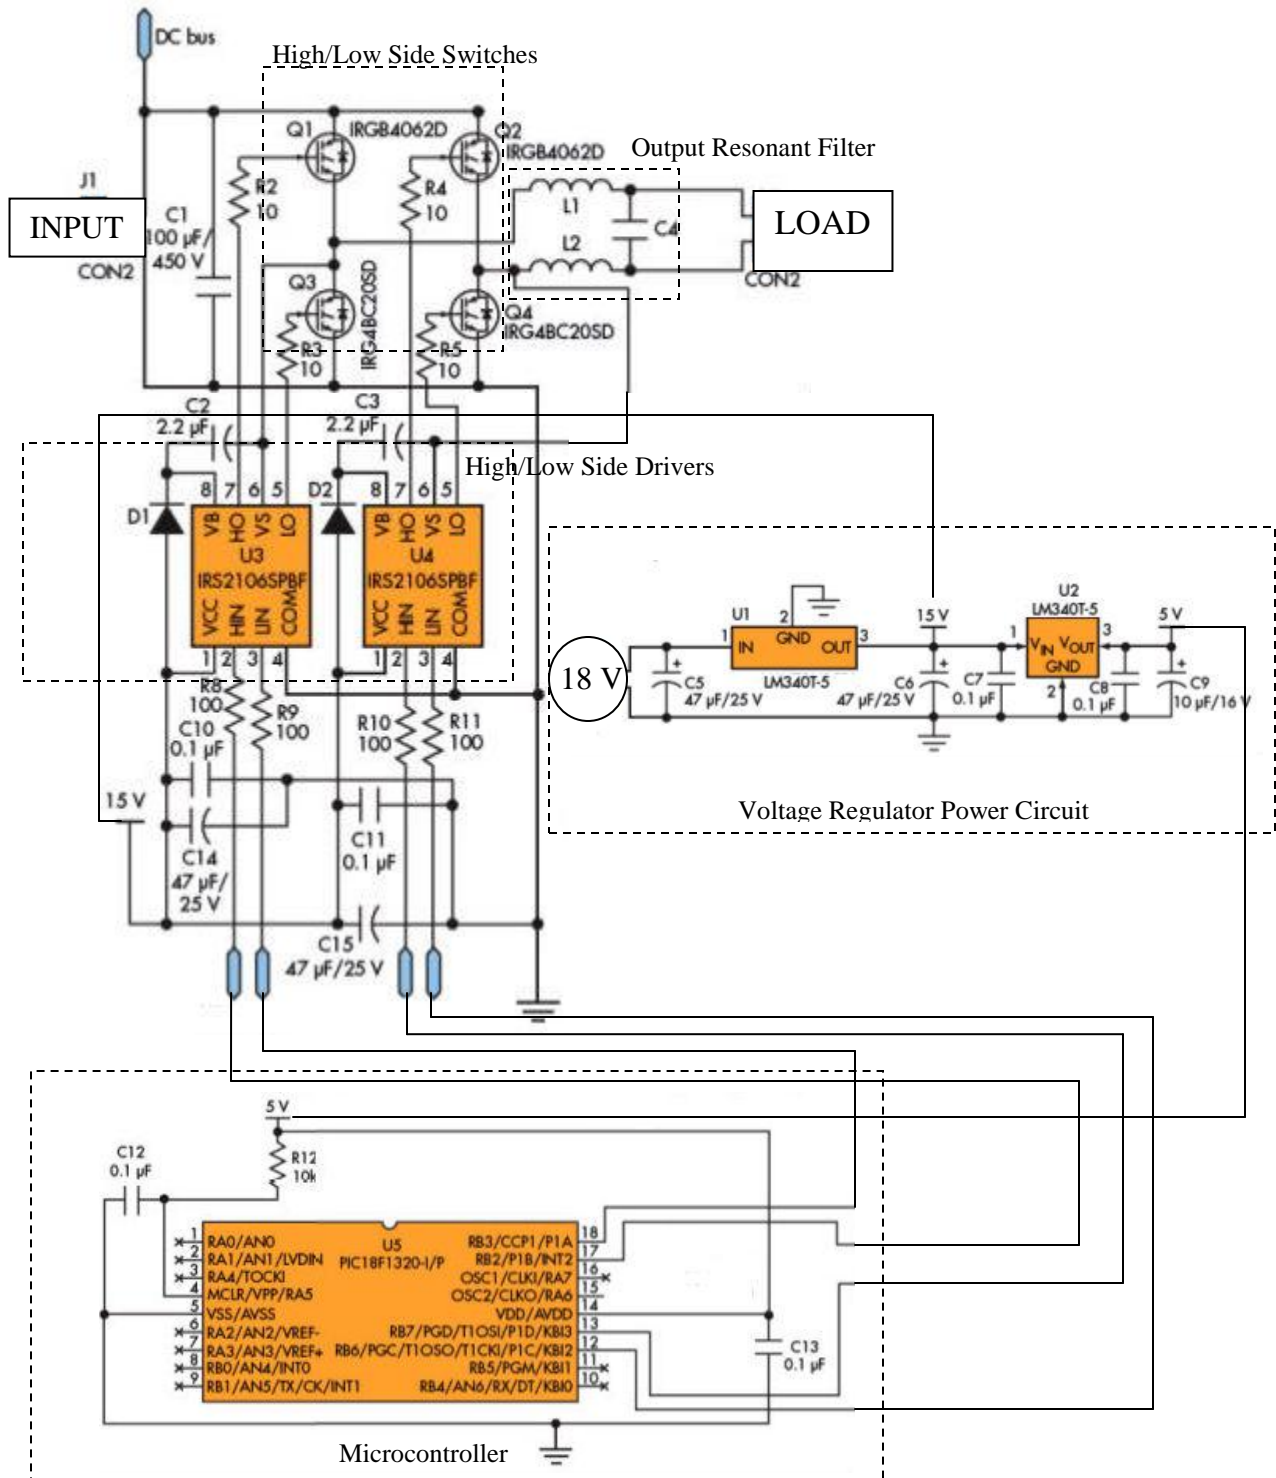 DC bus
High/Low Side Switches
Q1
IRGB4062D
Q2
IRGB4062D
Output Resonant Filter
J1
INPUT
CON2
C1
100 µF/
450 V
R2
10
R4
10
L1
L2
C4
LOAD
CON2
Q3
IRG4BC20SD
Q4
IRG4BC20SD
R3
10
R5
10
C2
2.2 µF
C3
2.2 µF
High/Low Side Drivers
8 7 6 5
D1
VB HO VS LO
U3
IRS2106SPBF
VCC HIN LIN COM
1 2 3 4
D2
8 7 6 5
VB HO VS LO
U4
IRS2106SPBF
VCC HIN LIN COM
1 2 3 4
R8
100
R9
100
R10
100
R11
100
C10
0.1 µF
15 V
C14
47 µF/
25 V
C11
0.1 µF
C15
47 µF/25 V
18 V
C5
47 µF/25 V
U1
1
IN
2
GND
OUT
3
LM340T-5
15 V
C6
47 µF/25 V
C7
0.1 µF
U2
LM340T-5
1
VIN VOUT
3
GND
2
5 V
C8
0.1 µF
C9
10 µF/16 V
Voltage Regulator Power Circuit
5 V
C12
0.1 µF
R12
10k
U5
PIC18F1320-I/P
1 RA0/AN0
2 RA1/AN1/LVDIN
3 RA4/TOCKI
4 MCLR/VPP/RA5
5 VSS/AVSS
6 RA2/AN2/VREF-
7 RA3/AN3/VREF+
8 RB0/AN4/INT0
9 RB1/AN5/TX/CK/INT1
RB3/CCP1/P1A 18
RB2/P1B/INT2 17
OSC1/CLKI/RA7 16
OSC2/CLKO/RA6 15
VDD/AVDD 14
RB7/PGD/T1OSI/P1D/KBI3 13
RB6/PGC/T1OSO/T1CKI/P1C/KBI2 12
RB5/PGM/KBI1 11
RB4/AN6/RX/DT/KBI0 10
C13
0.1 µF
Microcontroller